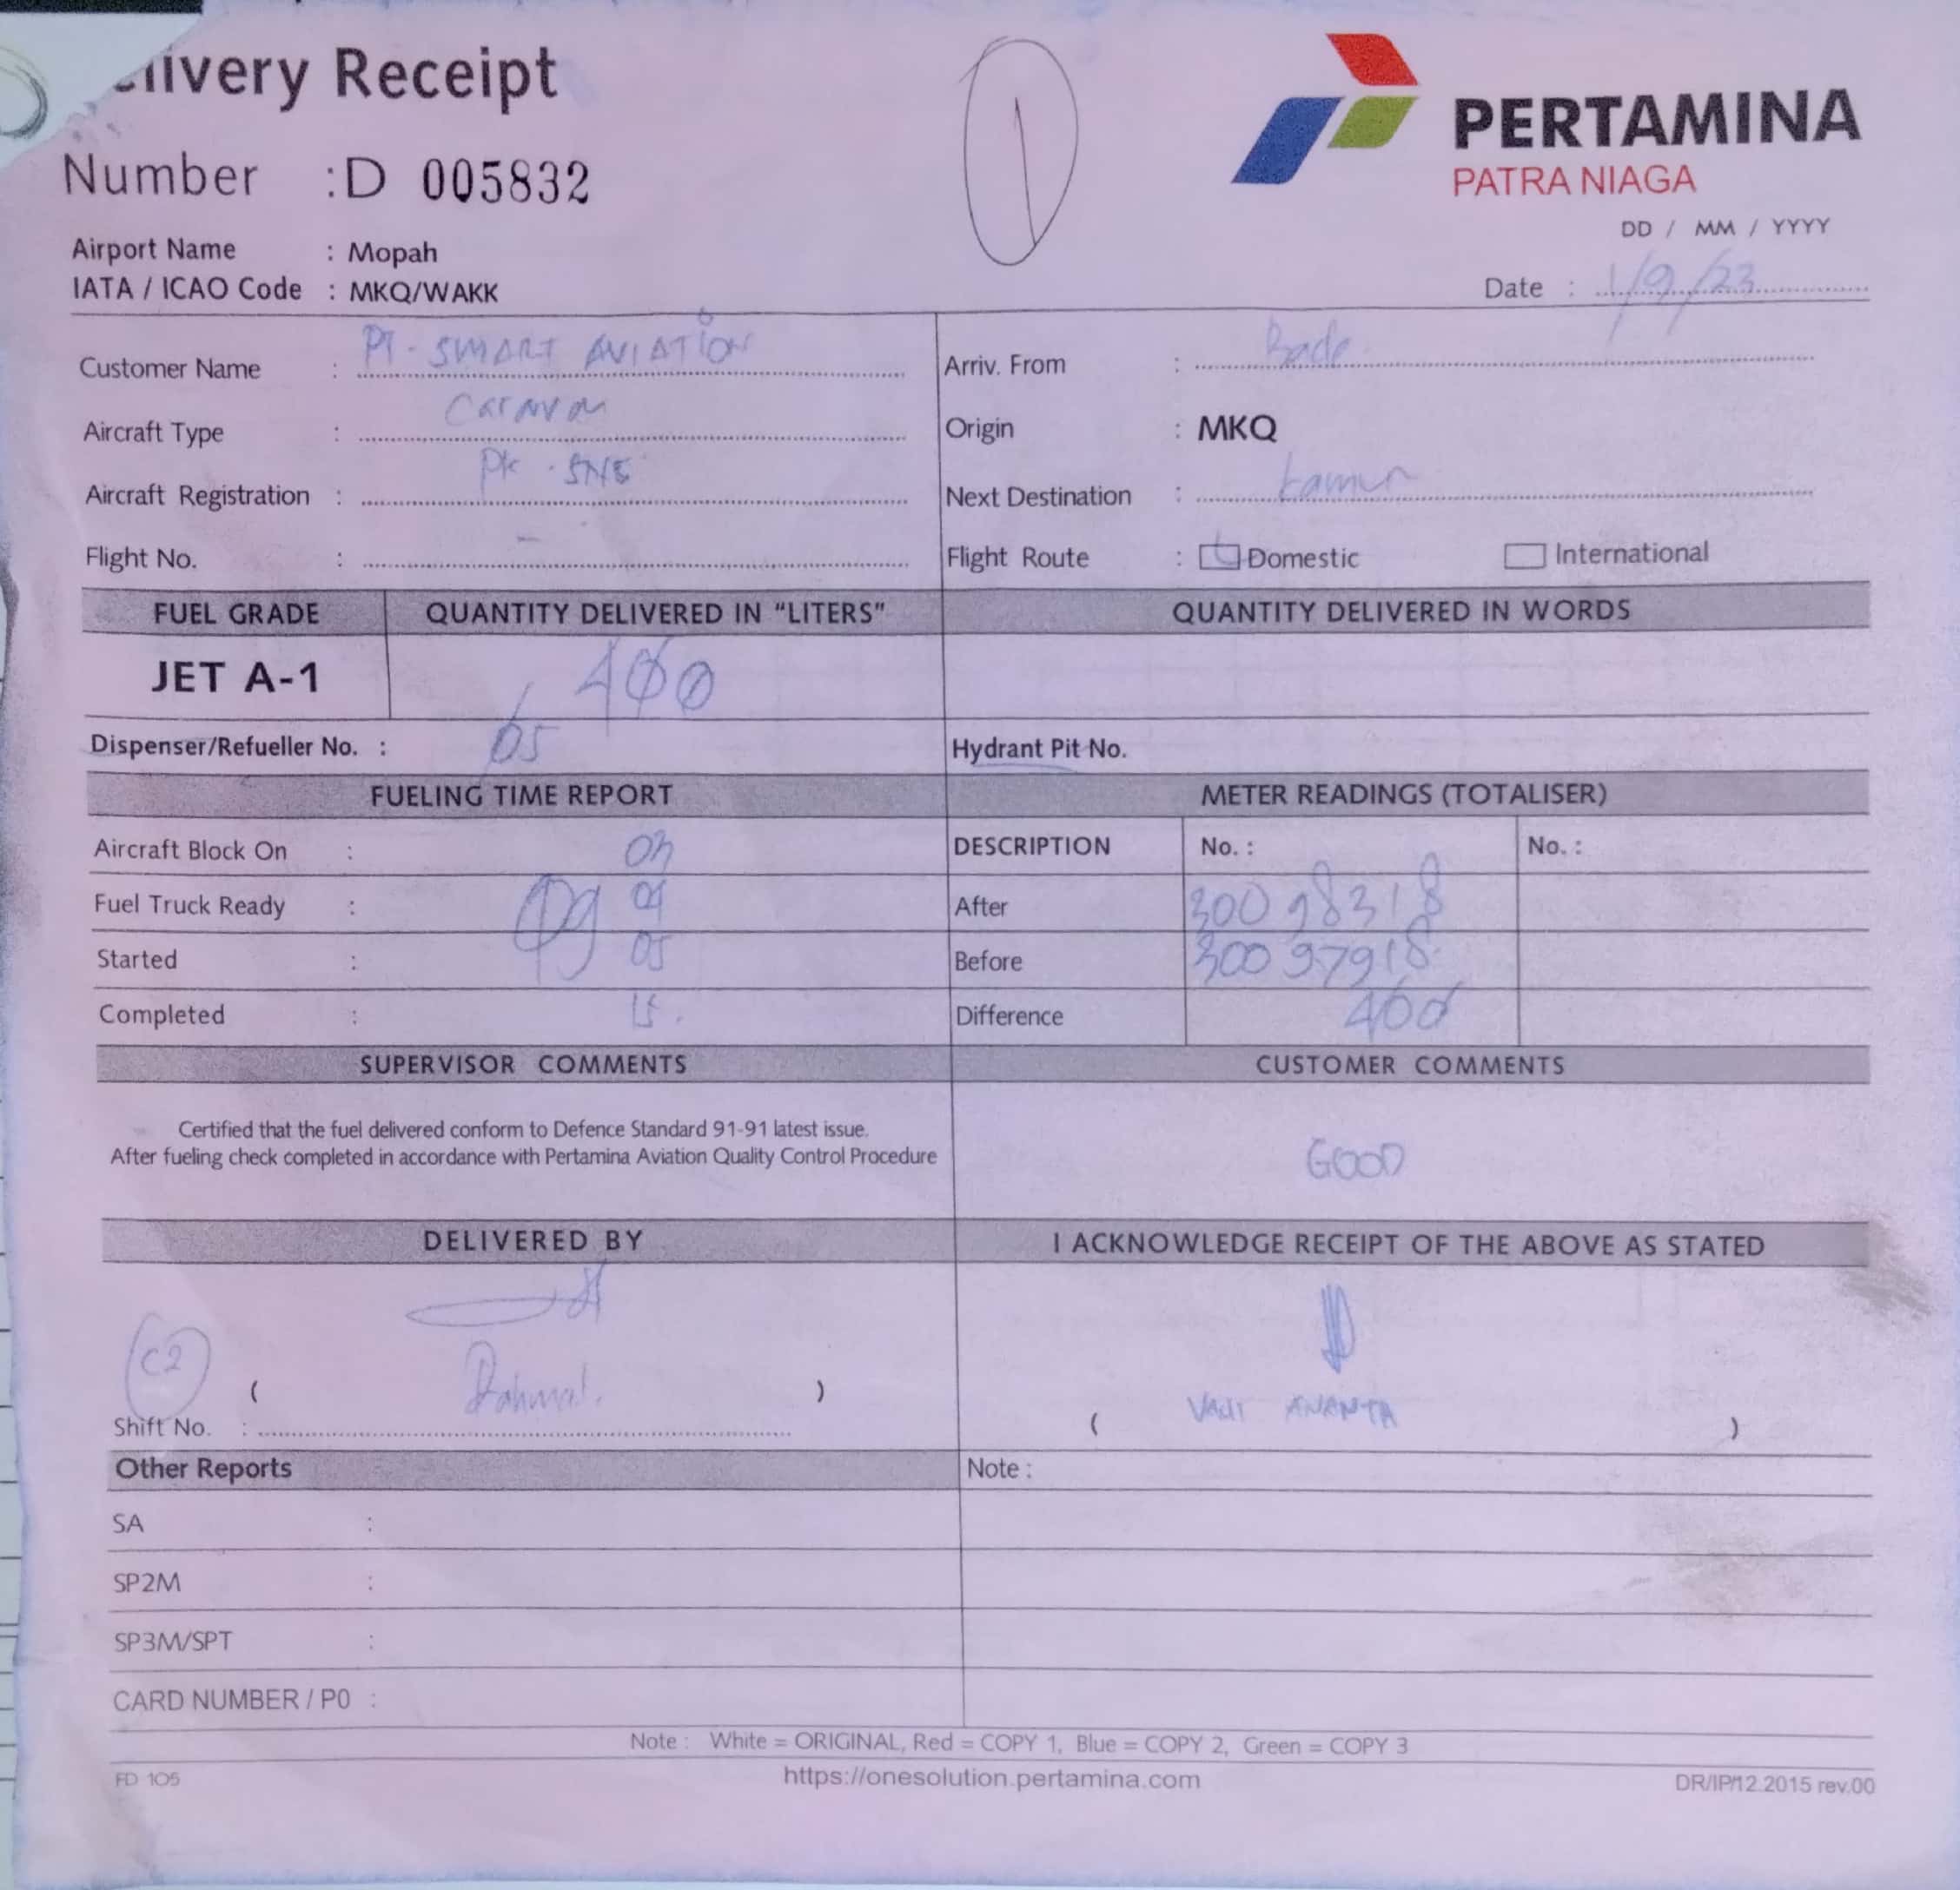 livery Receipt
1
PERTAMINA
PATRA NIAGA
Number : D 005832
DD / MM / YYYY
Airport Name : Mopah
IATA / ICAO Code : MKQ/WAKK
Date : 1/9/23
Customer Name : PT - SMART AVIATION
Arriv. From : Bade
Aircraft Type : Caravan
Origin : MKQ
Aircraft Registration : PK - SNE
Next Destination :
Flight No. : -
Flight Route : Domestic International
FUEL GRADE QUANTITY DELIVERED IN "LITERS" QUANTITY DELIVERED IN WORDS
JET A-1 400
Dispenser/Refueller No. : 05
Hydrant Pit No.
FUELING TIME REPORT METER READINGS (TOTALISER)
Aircraft Block On :
DESCRIPTION No. : No. :
Fuel Truck Ready : 09 04
After 30098318
Started : 05
Before 30097918
Completed :
Difference 400
SUPERVISOR COMMENTS CUSTOMER COMMENTS
Certified that the fuel delivered conform to Defence Standard 91-91 latest issue.
After fueling check completed in accordance with Pertamina Aviation Quality Control Procedure
GOOD
DELIVERED BY I ACKNOWLEDGE RECEIPT OF THE ABOVE AS STATED
C2
( )
Shift No. :
( ANANTA )
Other Reports Note :
SA :
SP2M :
SP3M/SPT :
CARD NUMBER / P0 :
Note : White = ORIGINAL, Red = COPY 1, Blue = COPY 2, Green = COPY 3
FD 105 https://onesolution.pertamina.com DR/IP/12.2015 rev.00